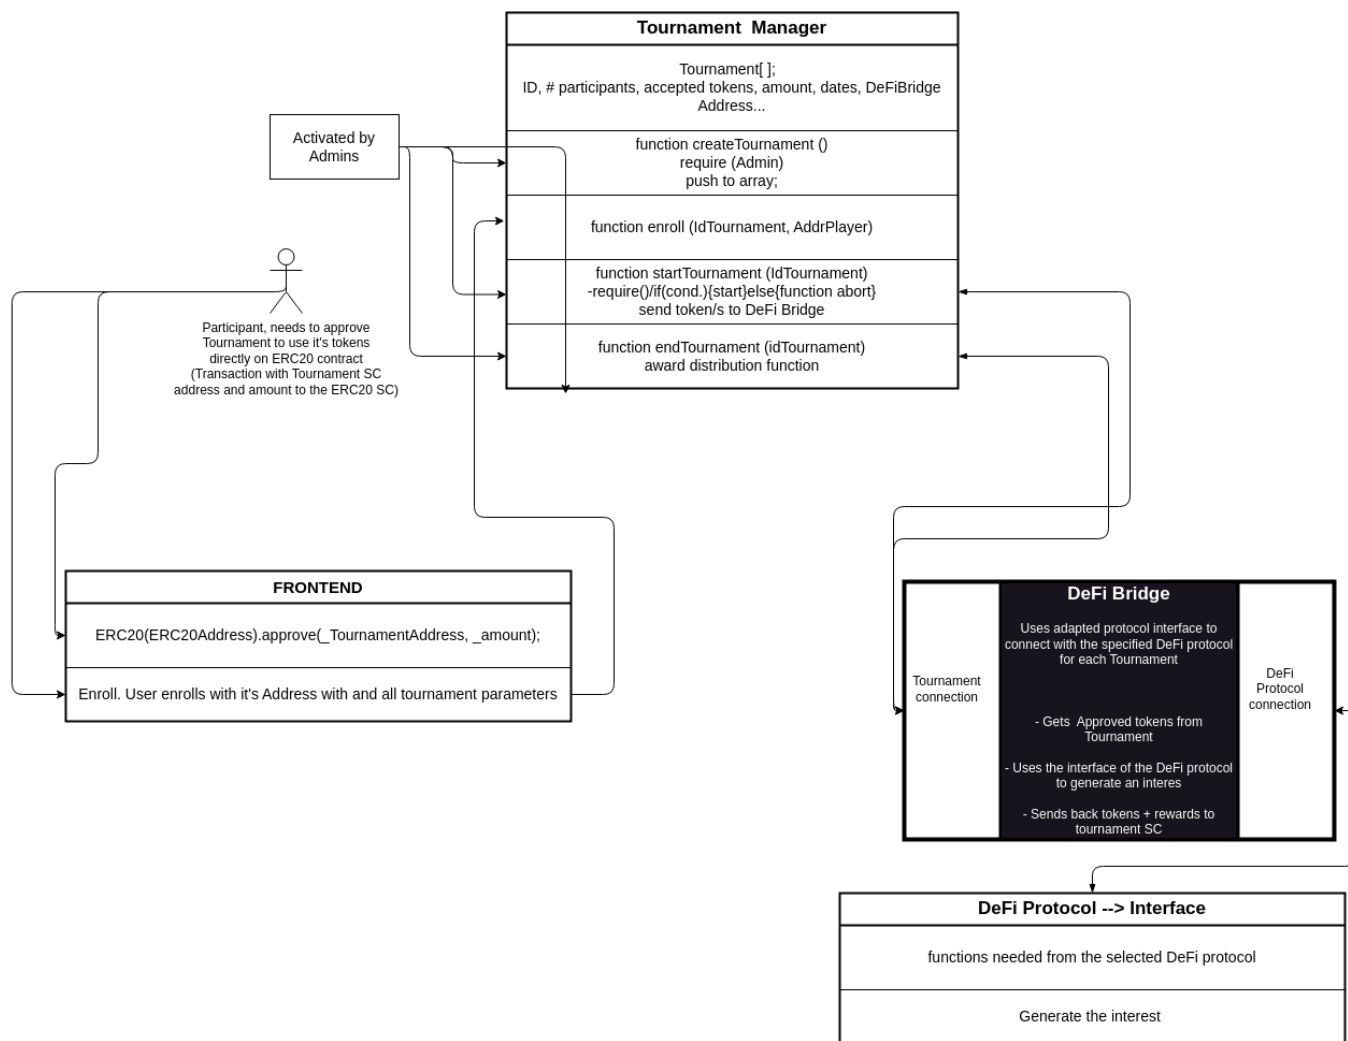 Tournament  Manager
Tournament[ ];
ID, # participants, accepted tokens, amount, dates, DeFiBridge
Address...
Activated by
Admins
function createTournament ()
require (Admin)
push to array;
function enroll (IdTournament, AddrPlayer)
function startTournament (IdTournament)
-require()/if(cond.){start}else{function abort}
send token/s to DeFi Bridge
function endTournament (idTournament)
award distribution function
Participant, needs to approve
Tournament to use it's tokens
directly on ERC20 contract
(Transaction with Tournament SC
address and amount to the ERC20 SC)
FRONTEND
ERC20(ERC20Address).approve(_TournamentAddress, _amount);
Enroll. User enrolls with it's Address with and all tournament parameters
DeFi Bridge
Uses adapted protocol interface to
connect with the specified DeFi protocol
for each Tournament
Tournament
connection
DeFi
Protocol
connection
- Gets  Approved tokens from
Tournament
- Uses the interface of the DeFi protocol
to generate an interes
- Sends back tokens + rewards to
tournament SC
DeFi Protocol --> Interface
functions needed from the selected DeFi protocol
Generate the interest